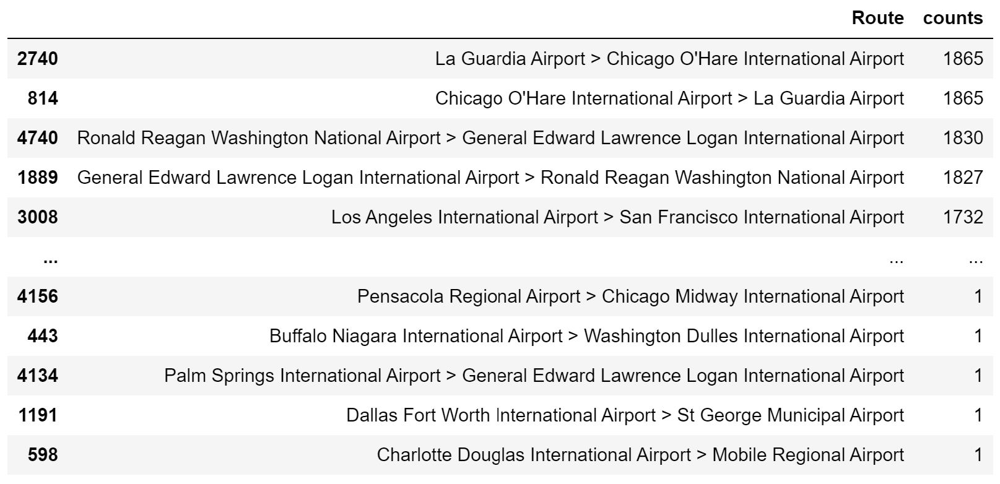 Route counts
2740 La Guardia Airport > Chicago O'Hare International Airport 1865
814 Chicago O'Hare International Airport > La Guardia Airport 1865
4740 Ronald Reagan Washington National Airport > General Edward Lawrence Logan International Airport 1830
1889 General Edward Lawrence Logan International Airport > Ronald Reagan Washington National Airport 1827
3008 Los Angeles International Airport > San Francisco International Airport 1732
... ... ...
4156 Pensacola Regional Airport > Chicago Midway International Airport 1
443 Buffalo Niagara International Airport > Washington Dulles International Airport 1
4134 Palm Springs International Airport > General Edward Lawrence Logan International Airport 1
1191 Dallas Fort Worth International Airport > St George Municipal Airport 1
598 Charlotte Douglas International Airport > Mobile Regional Airport 1